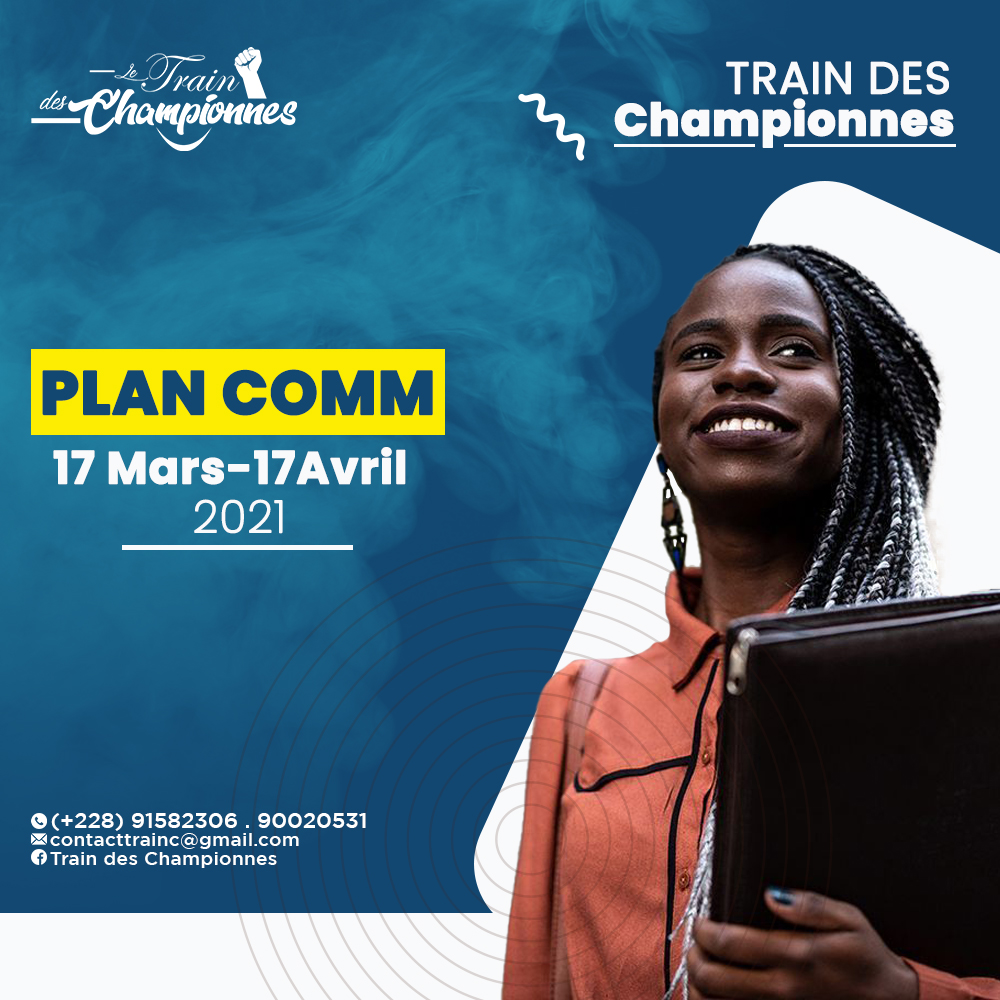 Le Train
des Championnes
TRAIN DES
Championnes
PLAN COMM
17 Mars-17Avril
2021
(+228) 91582306 . 90020531
contacttrainc@gmail.com
Train des Championnes